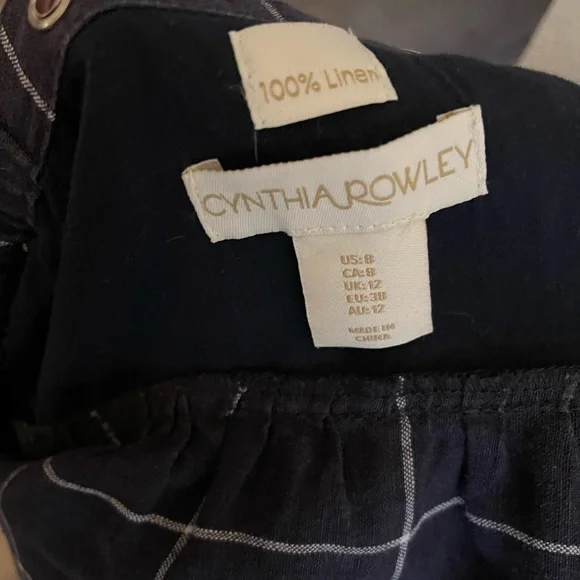 100% Linen
CYNTHIA ROWLEY
US: 8
CA: 8
UK: 12
EU: 38
AU: 12
MADE IN
CHINA